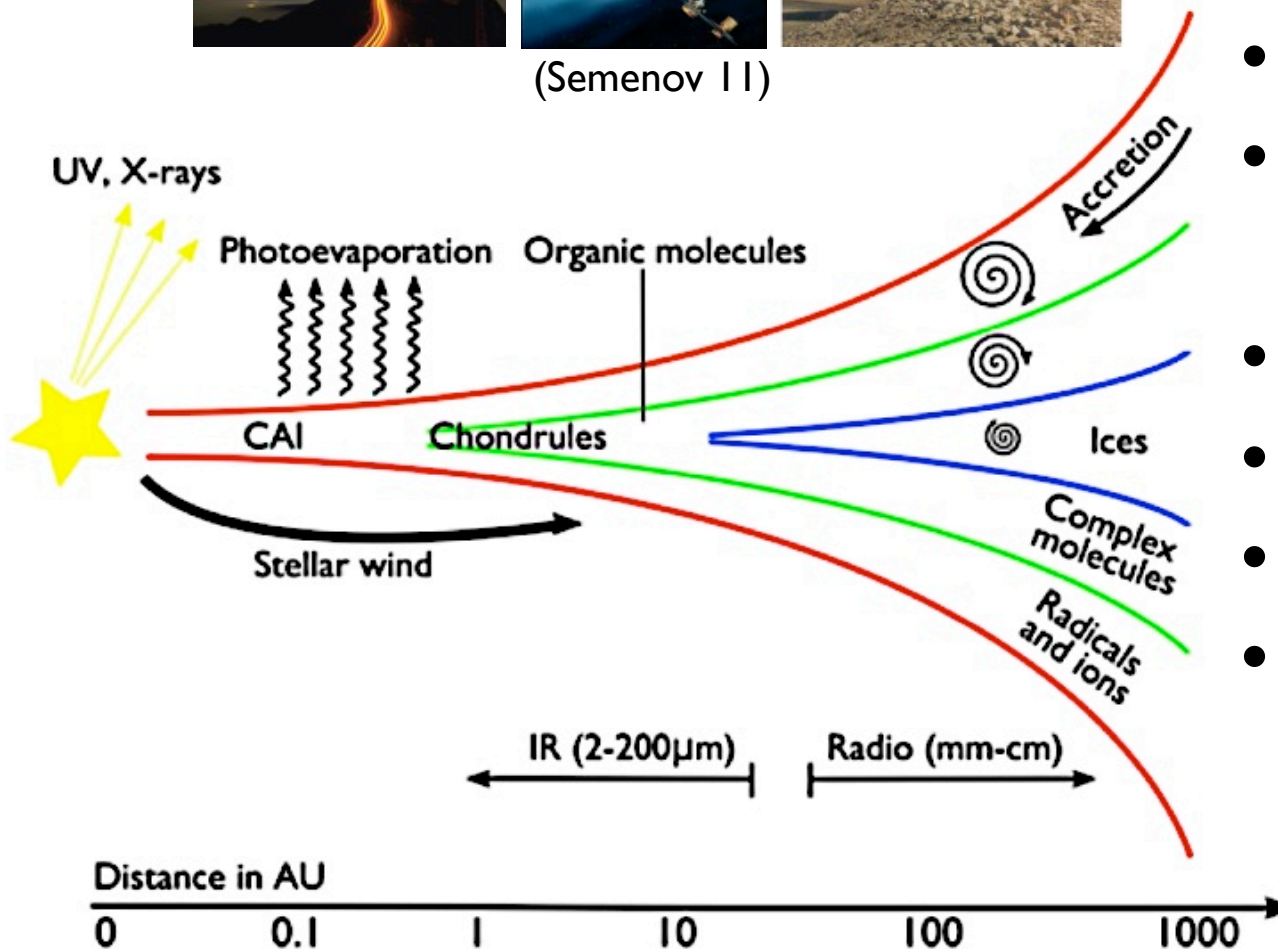 (Semenov 11)
UV, X-rays
Photoevaporation
Organic molecules
Accretion
CAI
Chondrules
Ices
Complex
molecules
Stellar wind
Radicals
and ions
IR (2-200μm)
Radio (mm-cm)
Distance in AU
0 0.1 1 10 100 1000